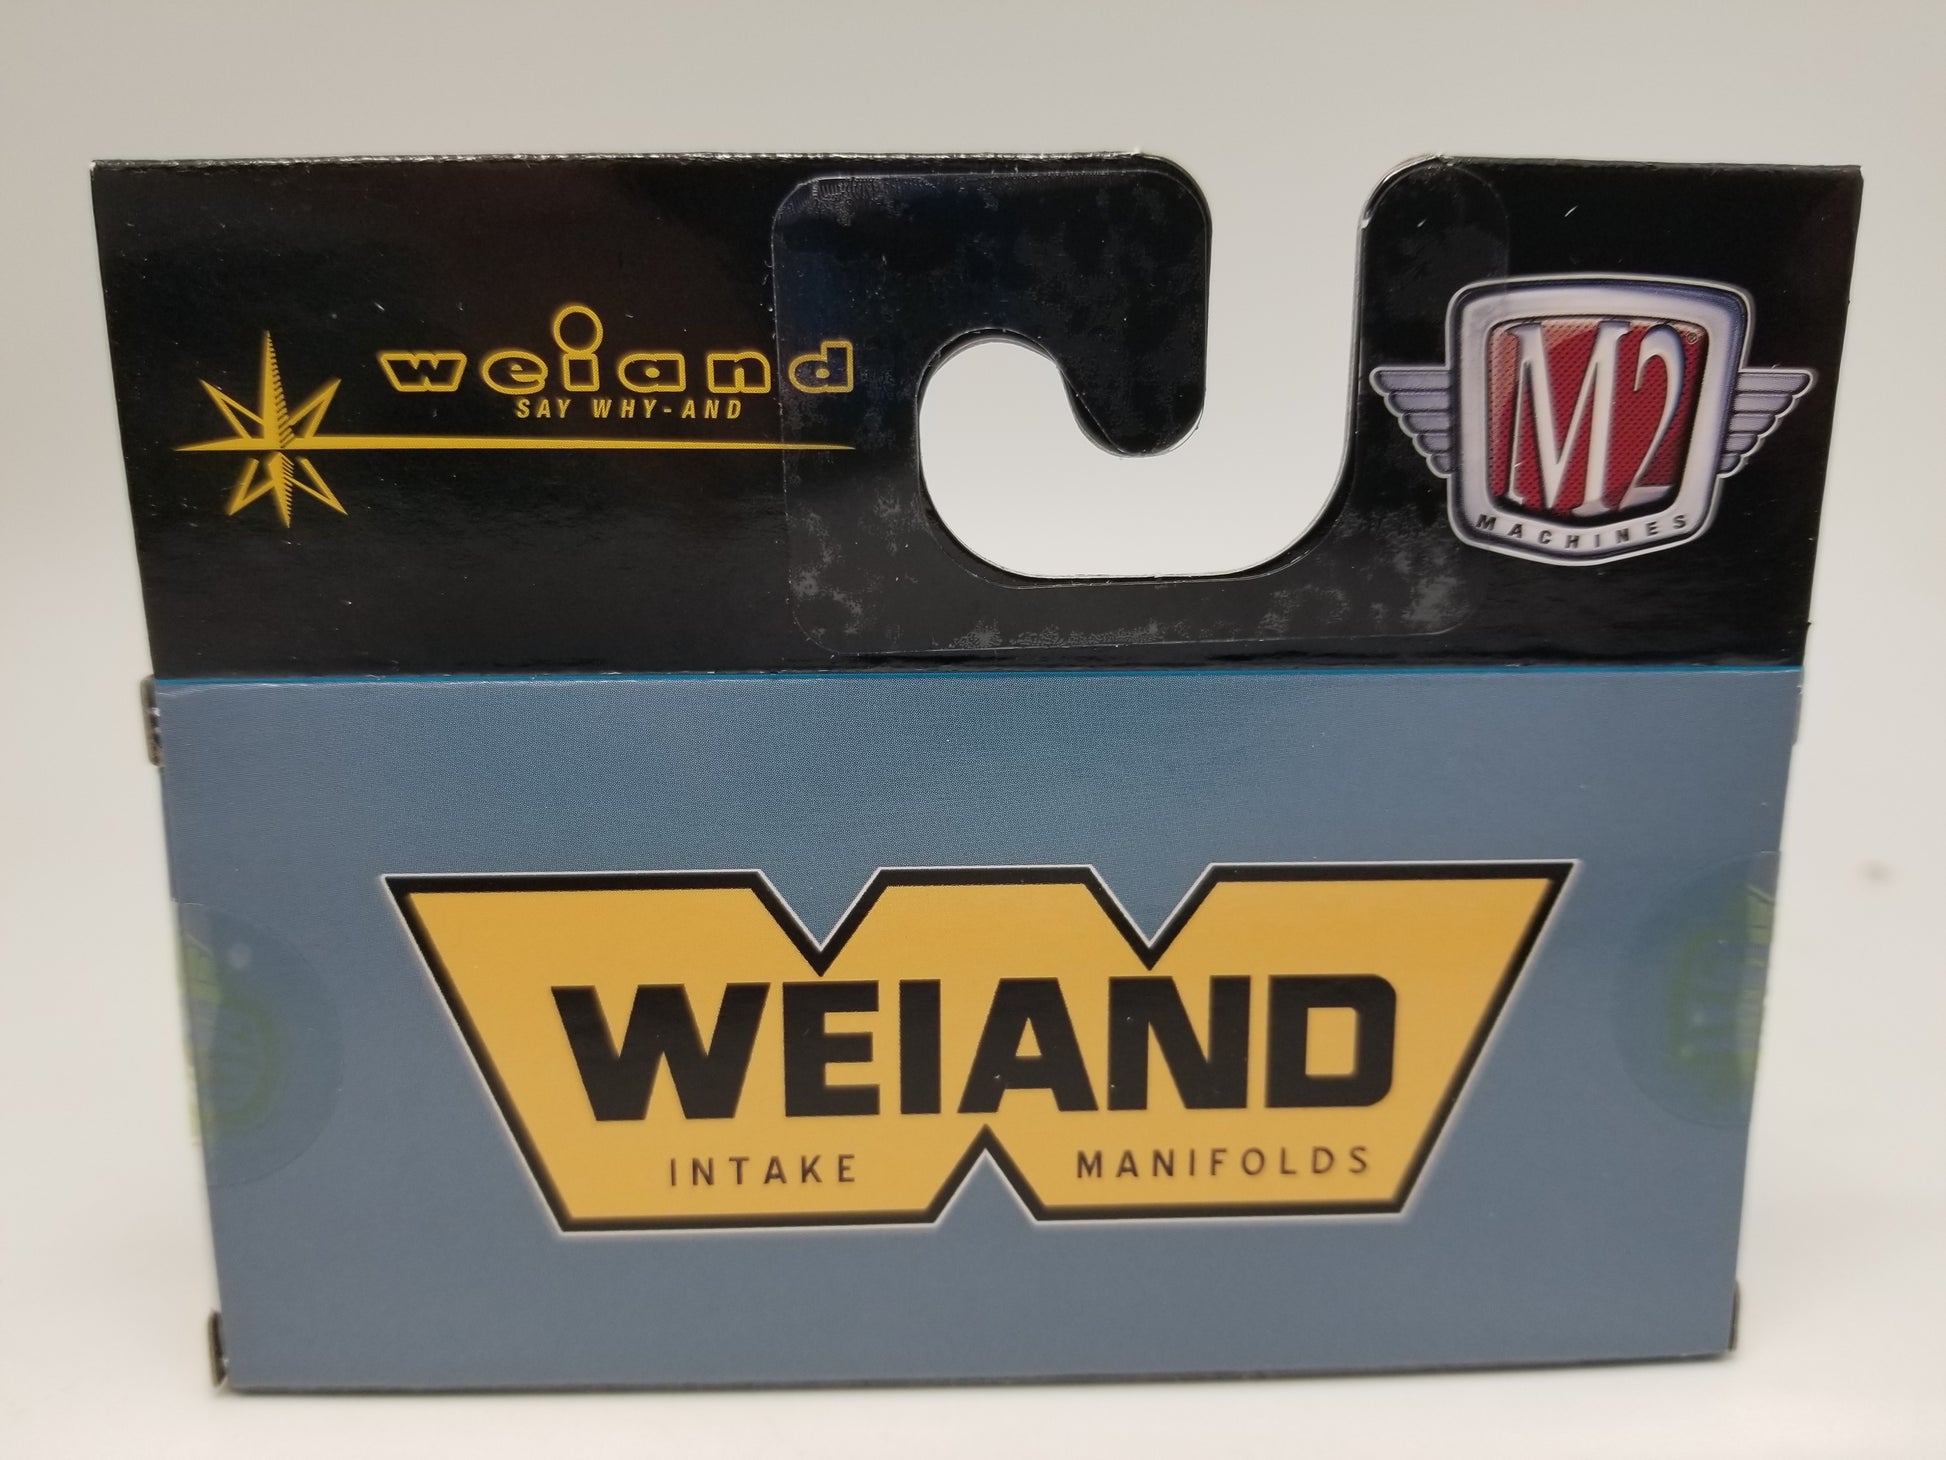 weiand
SAY WHY-AND
M2®
MACHINES
WEIAND
INTAKE MANIFOLDS